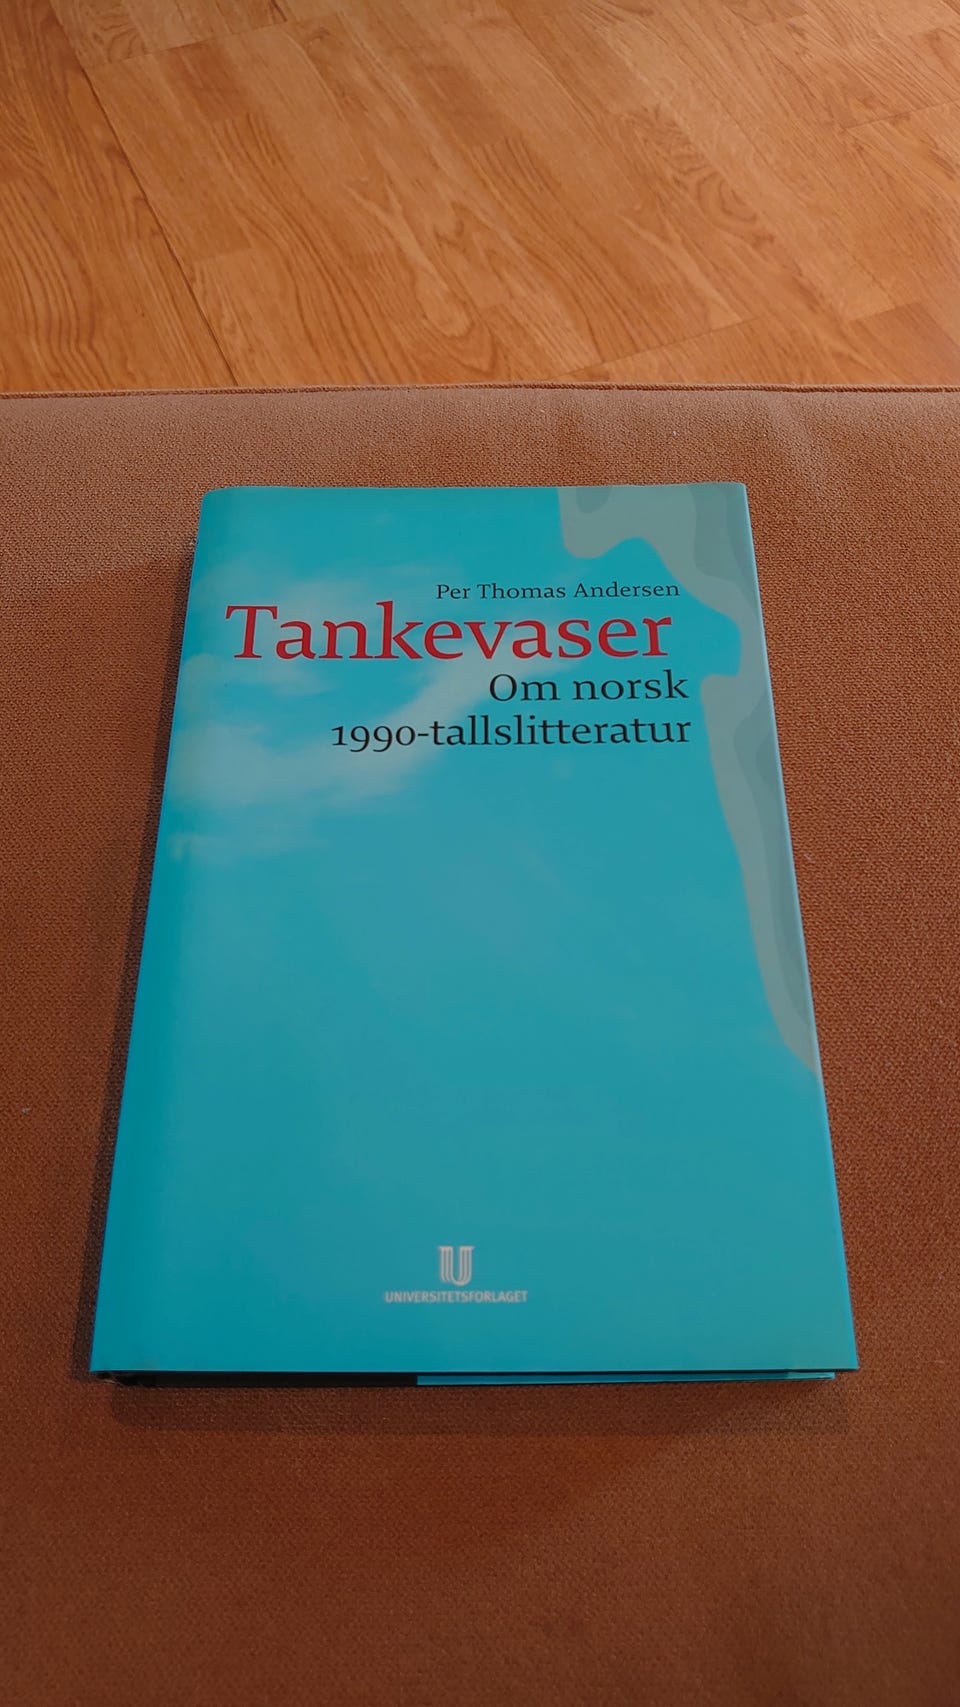 Per Thomas Andersen
Tankevaser
Om norsk
1990-tallslitteratur
U
UNIVERSITETSFORLAGET